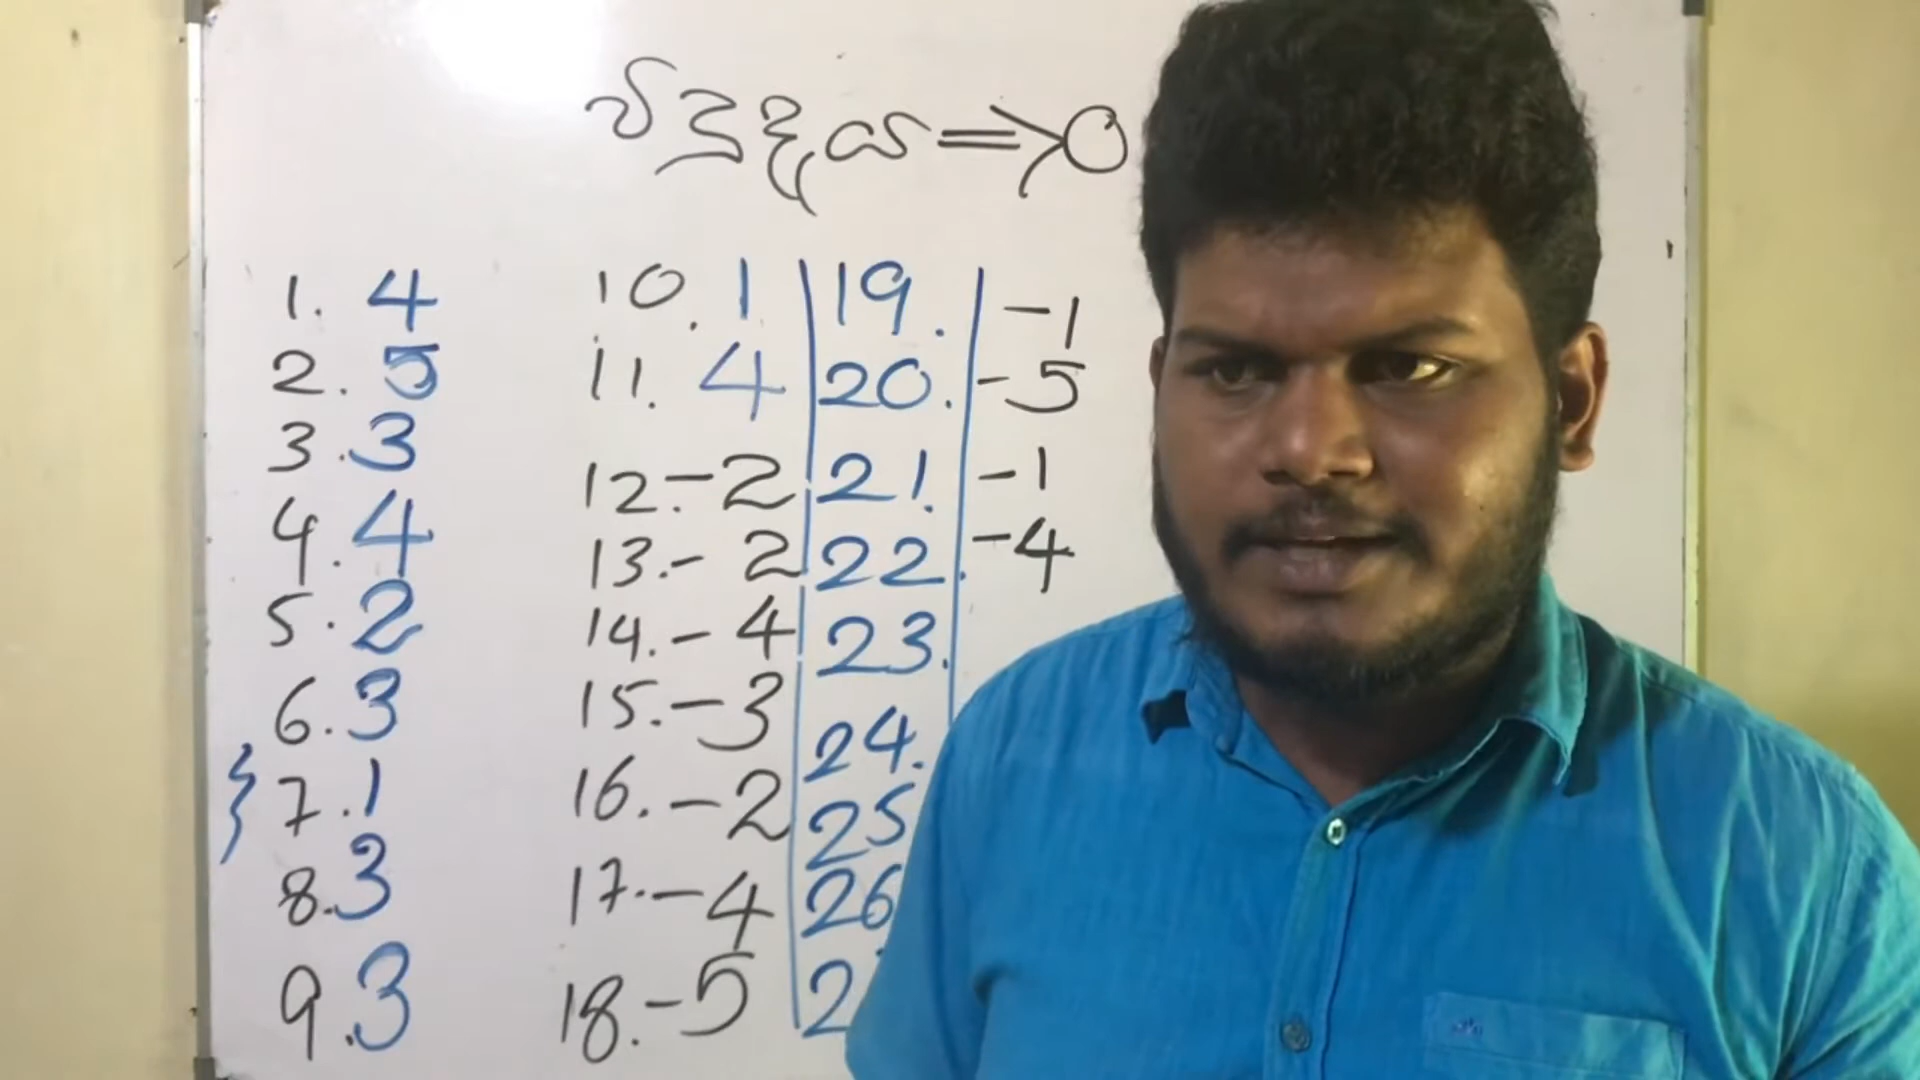 විද්‍යුදය => 0
1. 4
2. 5
3. 3
4. 4
5. 2
6. 3
7. 1
8. 3
9. 3
10. 1
11. 4
12. - 2
13. - 2
14. - 4
15. - 3
16. - 2
17. - 4
18. - 5
19. - 1
20. - 5
21. - 1
22. - 4
23.
24.
25
26